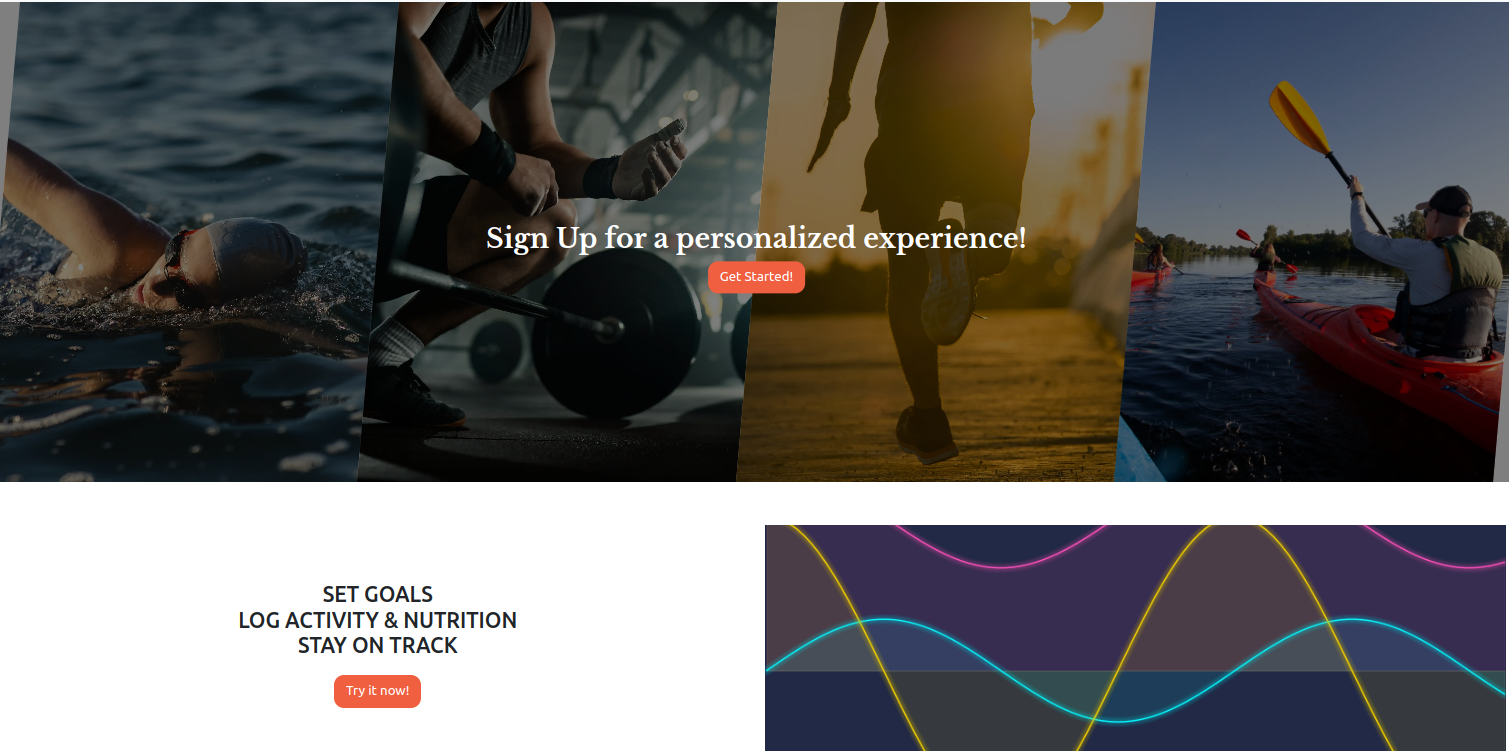 Sign Up for a personalized experience!
Get Started!
SET GOALS
LOG ACTIVITY & NUTRITION
STAY ON TRACK
Try it now!